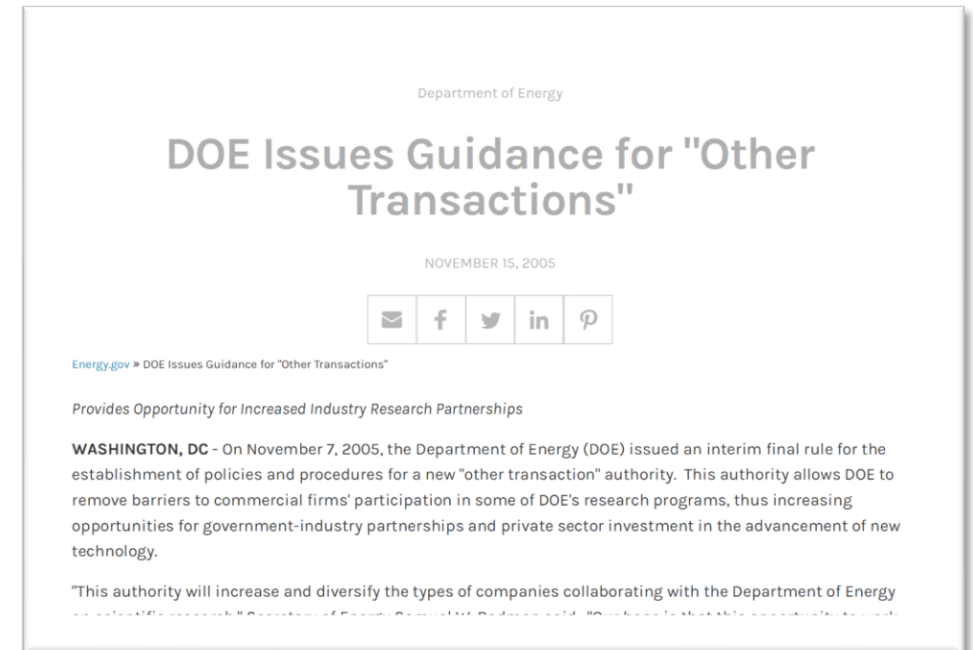 Department of Energy
DOE Issues Guidance for "Other
Transactions"
NOVEMBER 15, 2005
Energy.gov » DOE Issues Guidance for "Other Transactions"
Provides Opportunity for Increased Industry Research Partnerships
WASHINGTON, DC - On November 7, 2005, the Department of Energy (DOE) issued an interim final rule for the
establishment of policies and procedures for a new "other transaction" authority. This authority allows DOE to
remove barriers to commercial firms' participation in some of DOE's research programs, thus increasing
opportunities for government-industry partnerships and private sector investment in the advancement of new
technology.
"This authority will increase and diversify the types of companies collaborating with the Department of Energy